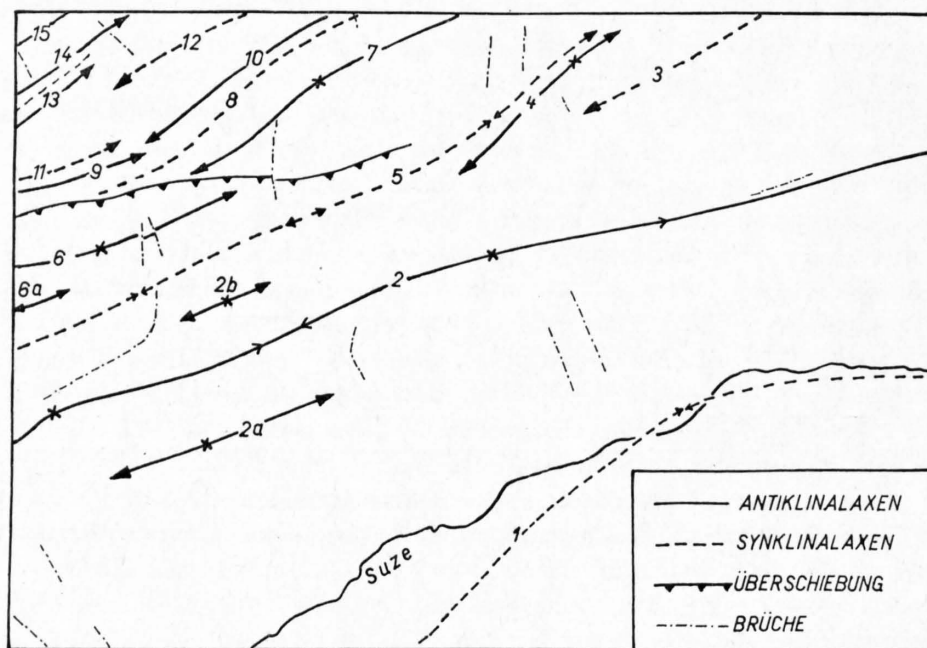 15
14
13
12
10
8
7
11
9
4
3
5
6
6a
2b
2
2a
1
Suze
ANTIKLINALAXEN
SYNKLINALAXEN
ÜBERSCHIEBUNG
BRÜCHE